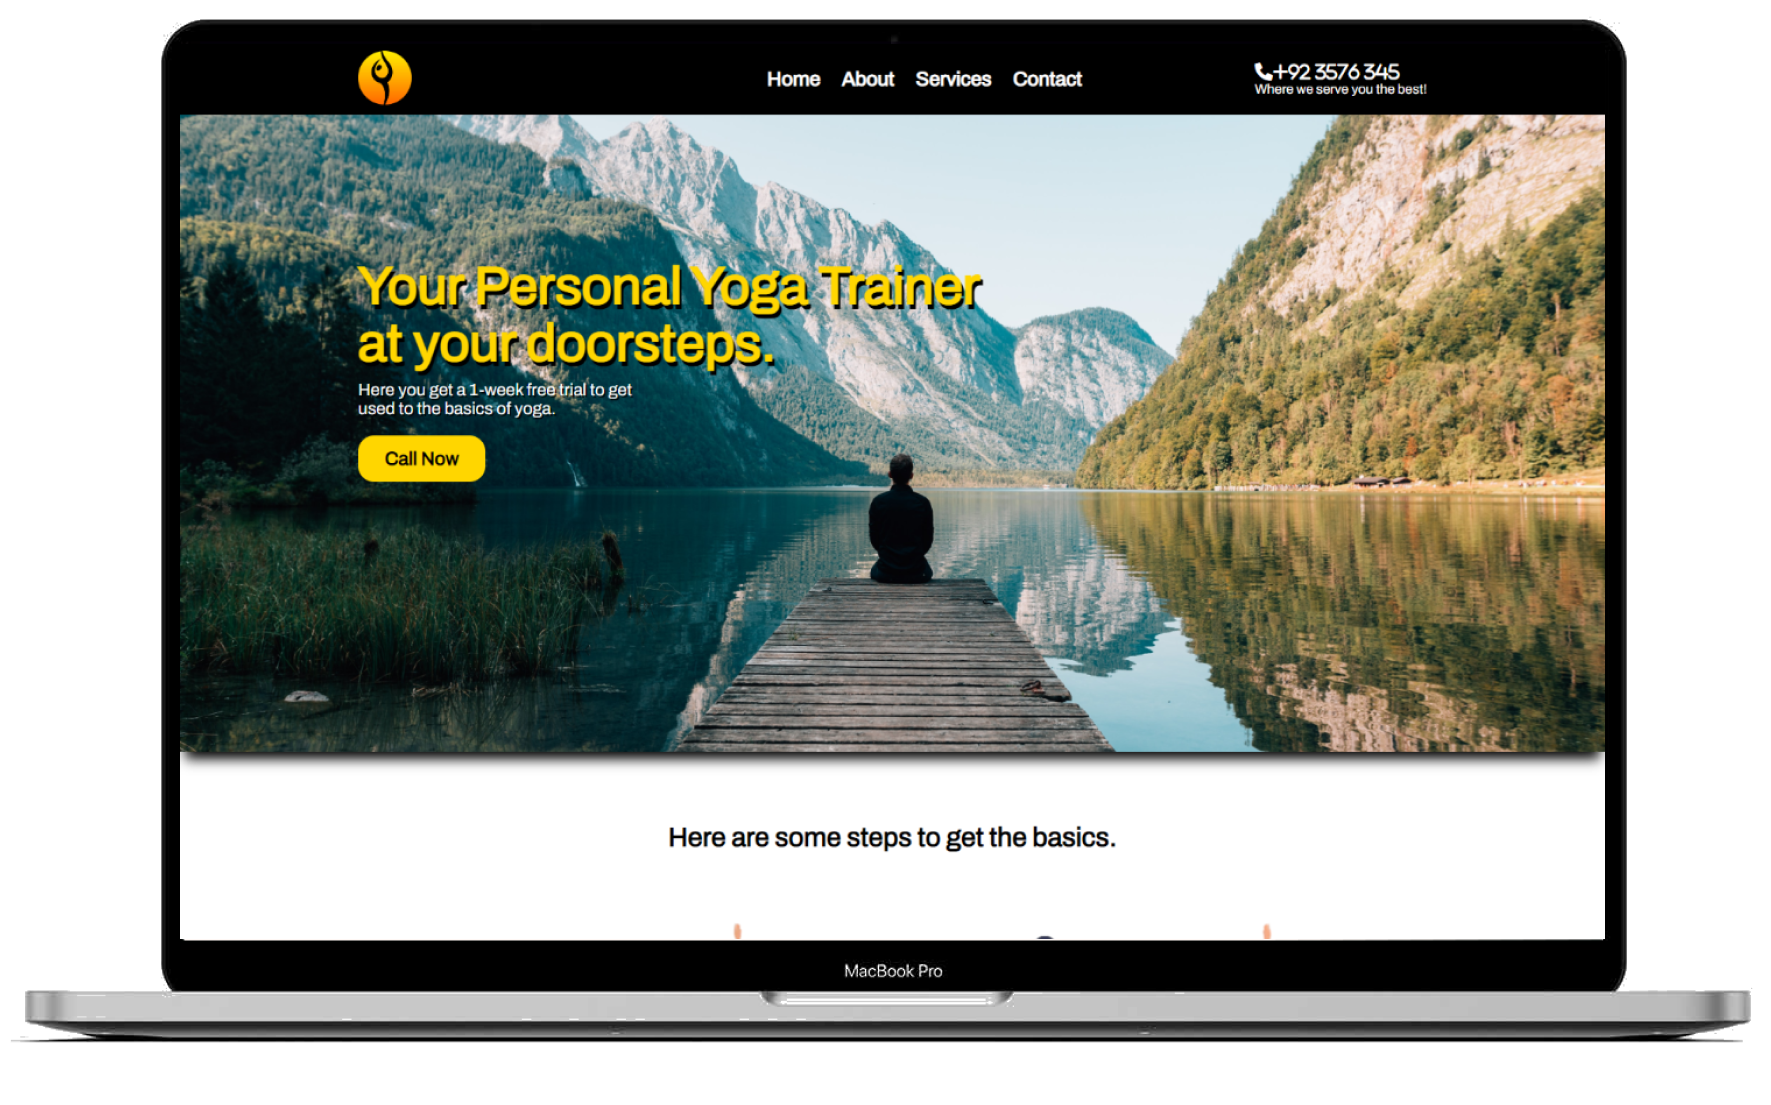 Home About Services Contact
+92 3576 345
Where we serve you the best!
Your Personal Yoga Trainer
at your doorsteps.
Here you get a 1-week free trial to get
used to the basics of yoga.
Call Now
Here are some steps to get the basics.
MacBook Pro